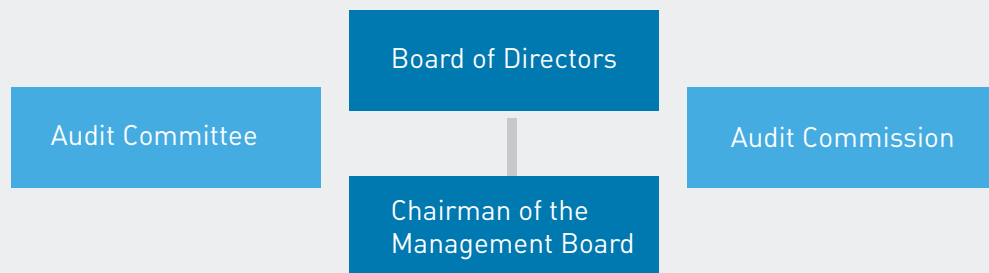 Board of Directors
Audit Committee
Audit Commission
Chairman of the
Management Board